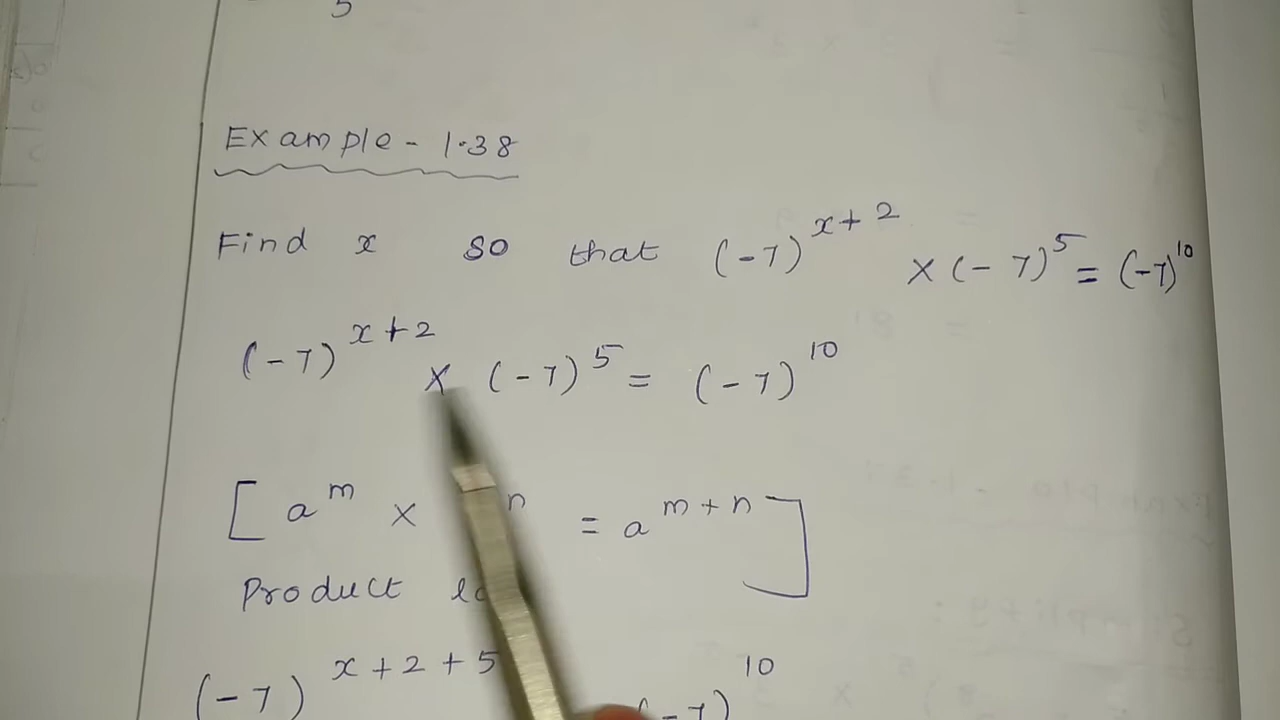 5
Example - 1.38
Find x so that (-7)^{x+2} × (-7)^5 = (-7)^{10}
(-7)^{x+2} × (-7)^5 = (-7)^{10}
[a^m × ^n = a^{m+n}]
Product
(-7)^{x+2+5} (-7)^{10}